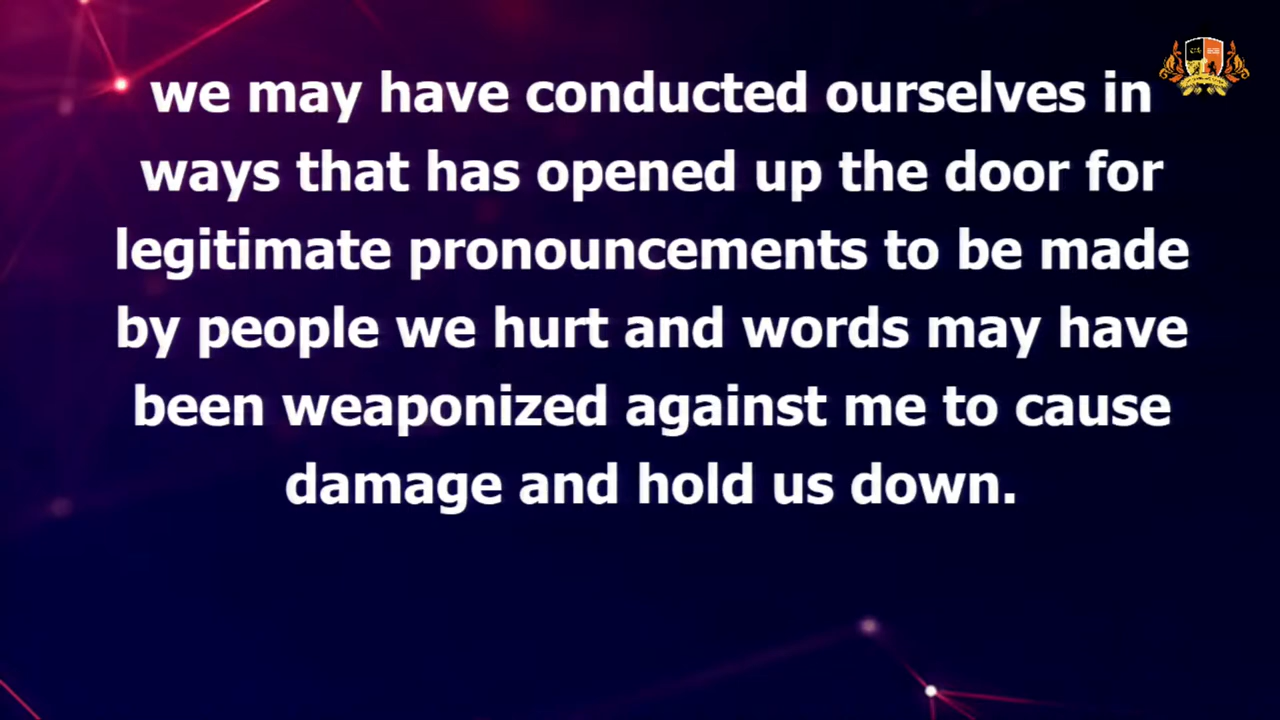 we may have conducted ourselves in
ways that has opened up the door for
legitimate pronouncements to be made
by people we hurt and words may have
been weaponized against me to cause
damage and hold us down.